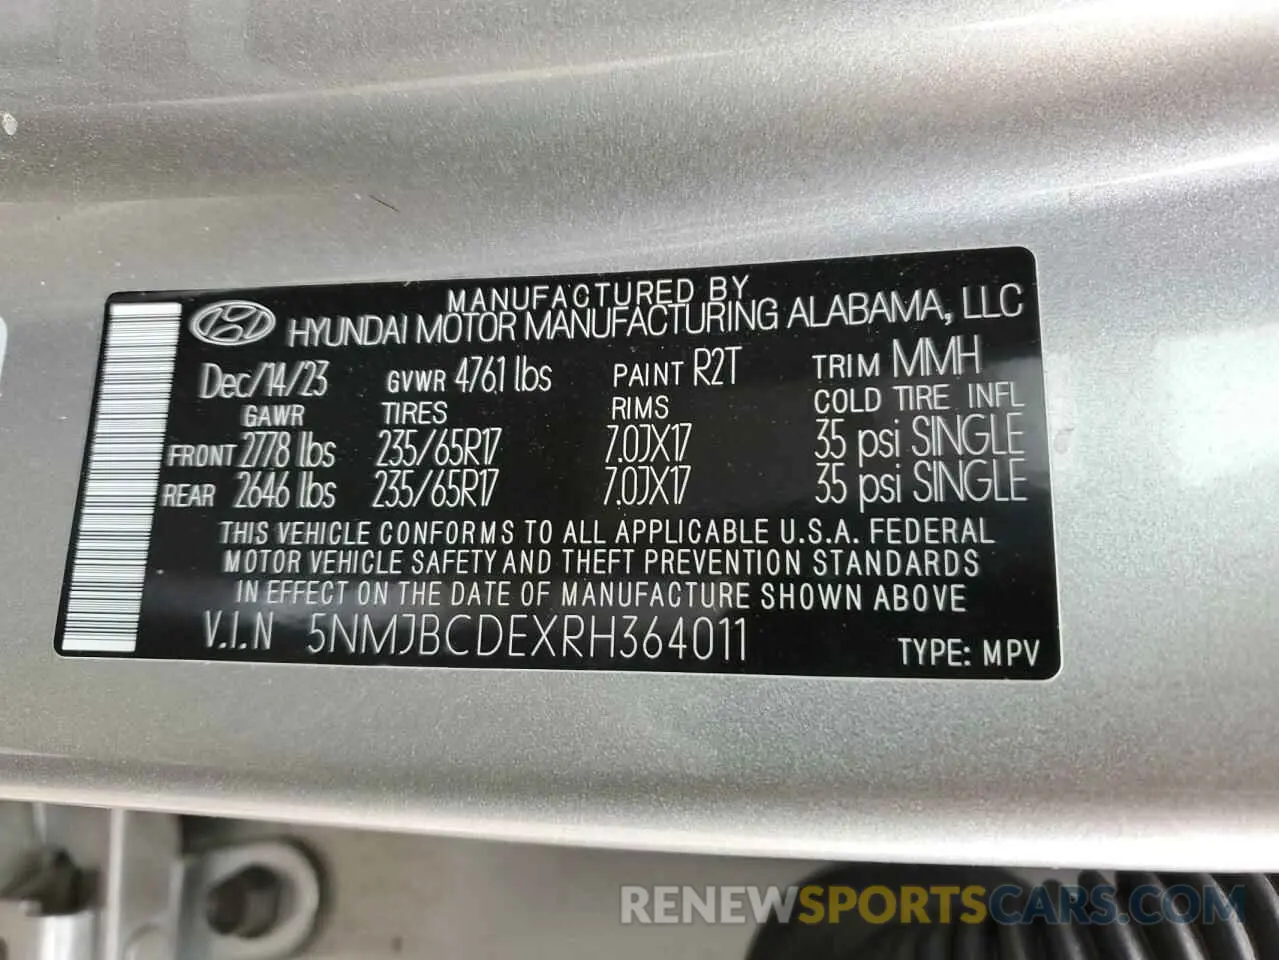 MANUFACTURED BY
HYUNDAI MOTOR MANUFACTURING ALABAMA, LLC
Dec/14/23 GVWR 4761 lbs PAINT R2T TRIM MMH
GAWR TIRES RIMS COLD TIRE INFL
FRONT 2778 lbs 235/65R17 7.0JX17 35 psi SINGLE
REAR 2646 lbs 235/65R17 7.0JX17 35 psi SINGLE
THIS VEHICLE CONFORMS TO ALL APPLICABLE U.S.A. FEDERAL
MOTOR VEHICLE SAFETY AND THEFT PREVENTION STANDARDS
IN EFFECT ON THE DATE OF MANUFACTURE SHOWN ABOVE
V.I.N 5NMJBCDEXRH364011 TYPE: MPV
RENEWSPORTSCARS.COM